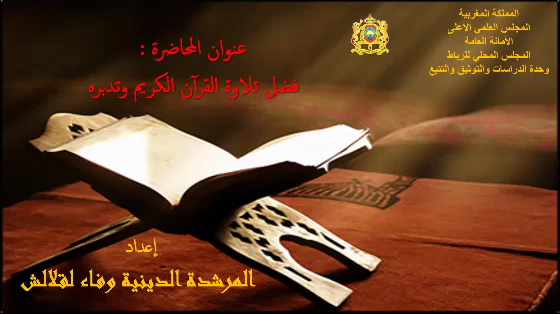 المملكة المغربية
المجلس العلمي الاعلى
الأمانة العامة
المجلس المحلي للرباط
وحدة الدراسات والتوثيق والتتبع
عنوان المحاضرة :
فضل تلاوة القرآن الكريم وتدبره
إعداد
المرشدة الدينية وفاء لقلالش